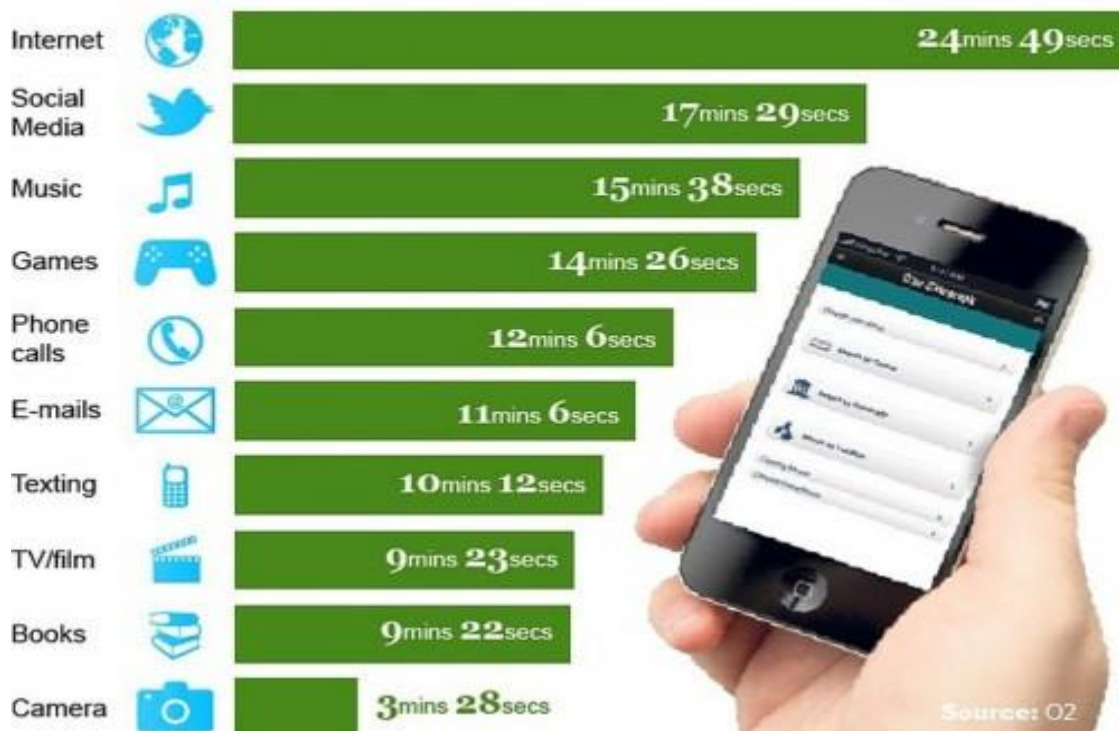 Internet
24mins 49secs
Social
Media
17mins 29secs
Music
15mins 38secs
Games
14mins 26secs
Phone
calls
12mins 6secs
E-mails
11mins 6secs
Texting
10mins 12secs
TV/film
9mins 23secs
Books
9mins 22secs
Camera
3mins 28secs
Source: O2